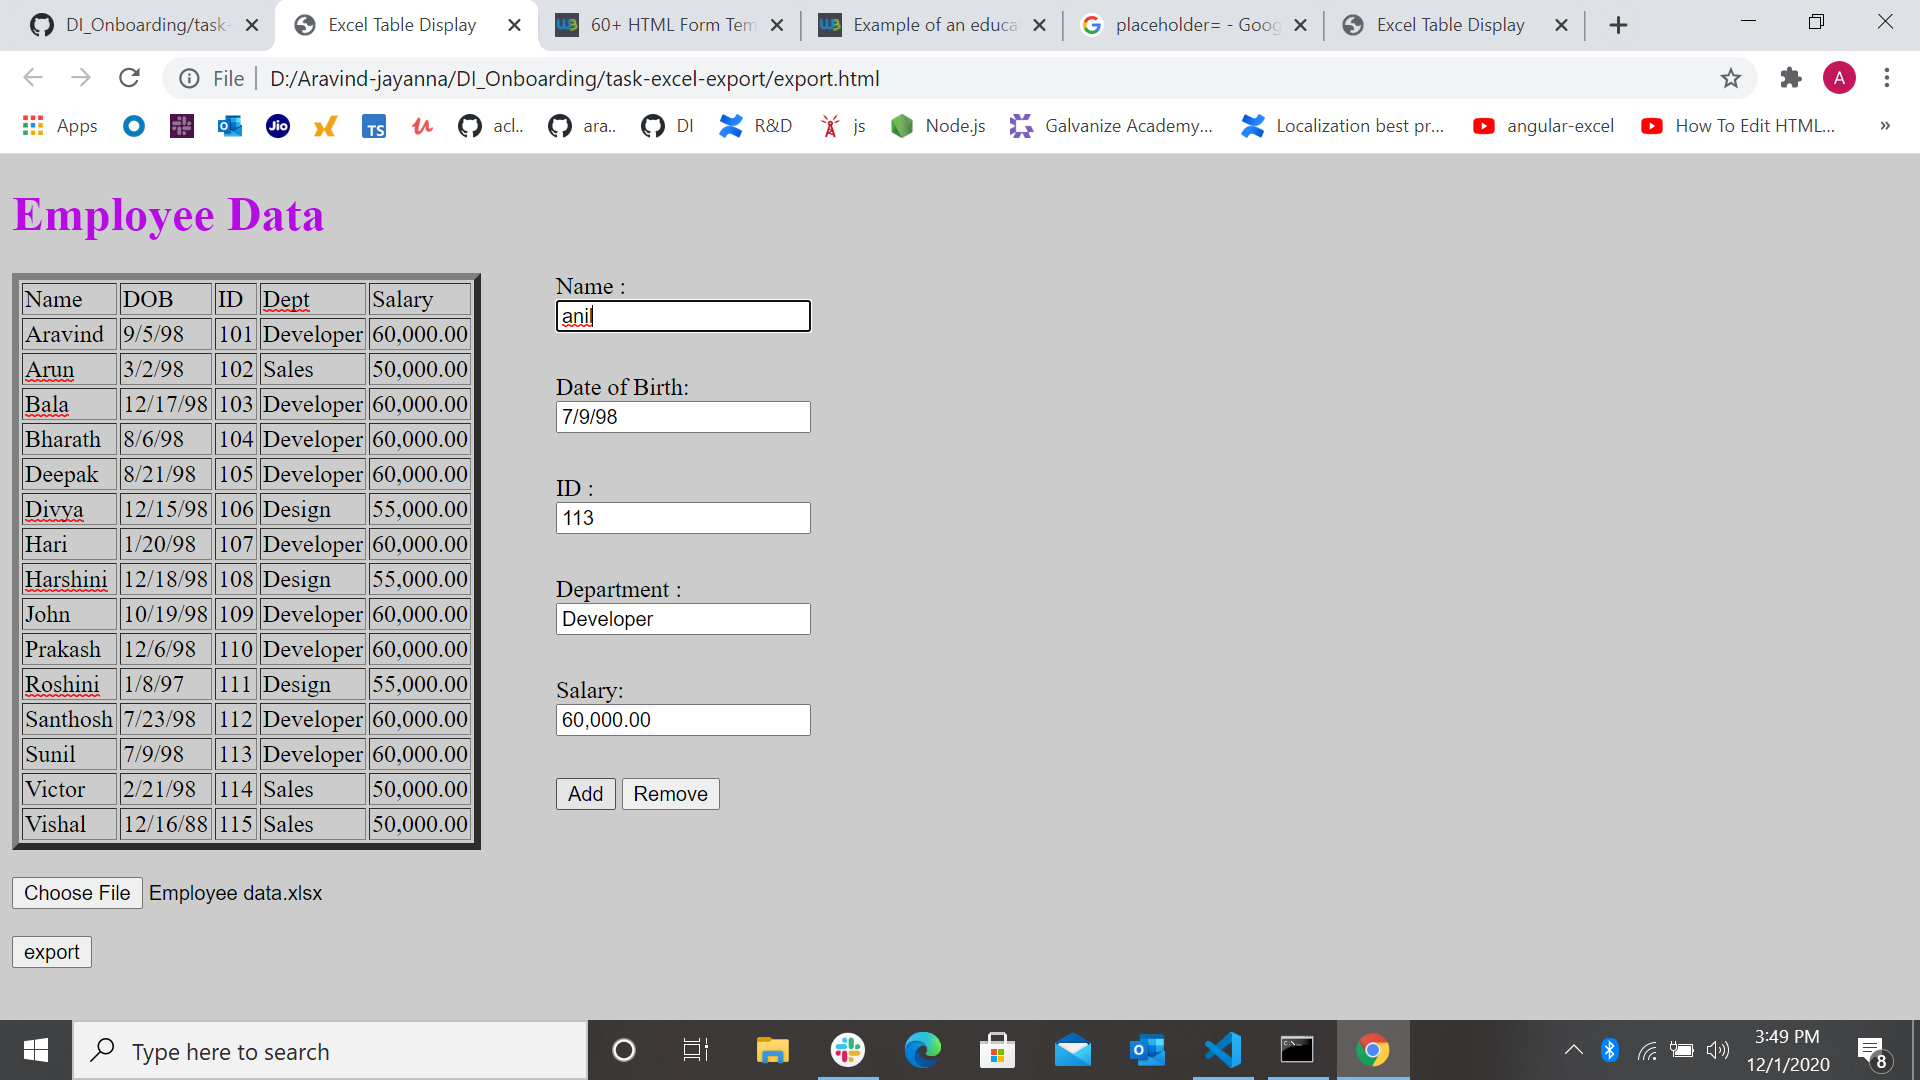 DI_Onboarding/task- Excel Table Display 60+ HTML Form Tem Example of an educa placeholder= - Goog Excel Table Display
File D:/Aravind-jayanna/DI_Onboarding/task-excel-export/export.html A
Apps Jio TS acl.. ara.. DI R&D js Node.js Galvanize Academy... Localization best pr... angular-excel How To Edit HTML... »
Employee Data
Name DOB ID Dept Salary
Aravind 9/5/98 101 Developer 60,000.00
Arun 3/2/98 102 Sales 50,000.00
Bala 12/17/98 103 Developer 60,000.00
Bharath 8/6/98 104 Developer 60,000.00
Deepak 8/21/98 105 Developer 60,000.00
Divya 12/15/98 106 Design 55,000.00
Hari 1/20/98 107 Developer 60,000.00
Harshini 12/18/98 108 Design 55,000.00
John 10/19/98 109 Developer 60,000.00
Prakash 12/6/98 110 Developer 60,000.00
Roshini 1/8/97 111 Design 55,000.00
Santhosh 7/23/98 112 Developer 60,000.00
Sunil 7/9/98 113 Developer 60,000.00
Victor 2/21/98 114 Sales 50,000.00
Vishal 12/16/88 115 Sales 50,000.00
Name :
anil
Date of Birth:
7/9/98
ID :
113
Department :
Developer
Salary:
60,000.00
Add Remove
Choose File Employee data.xlsx
export
Type here to search
3:49 PM
12/1/2020
8